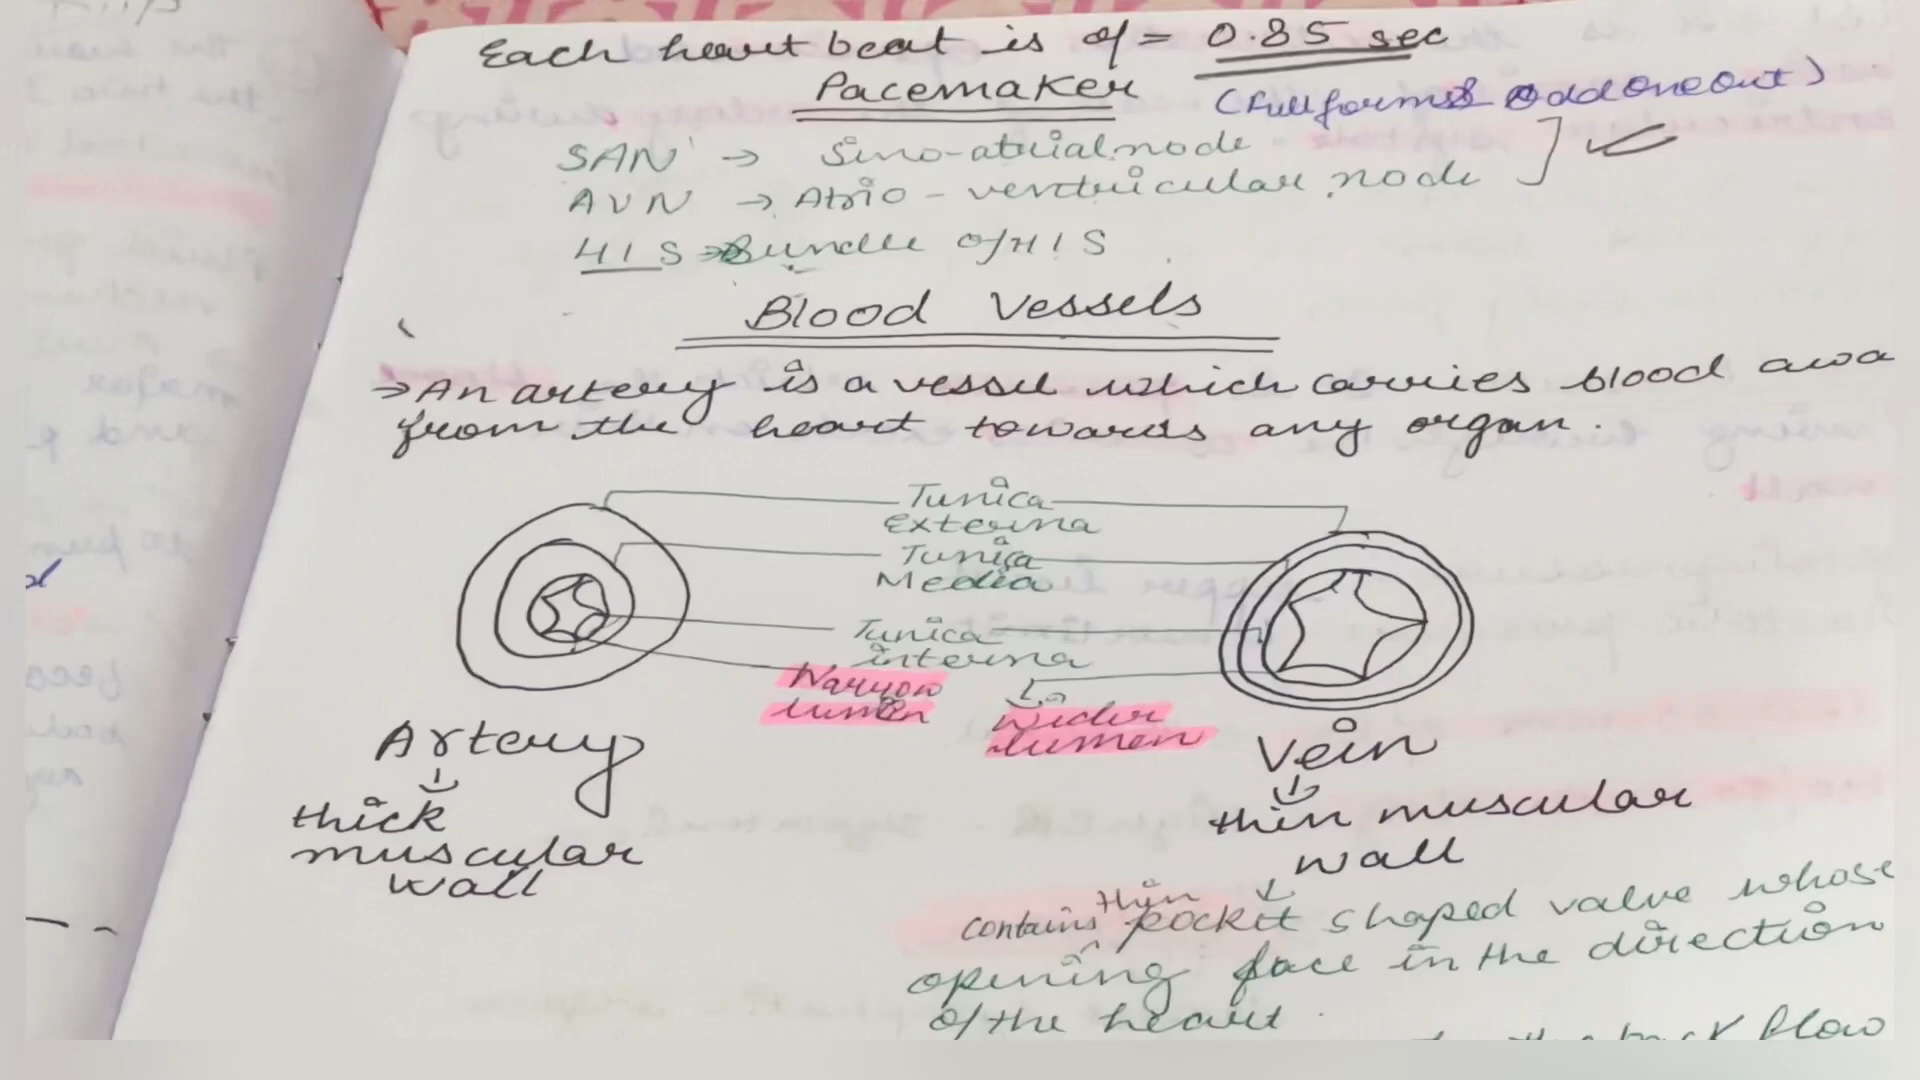 Each heart beat is of = 0.85 sec
Pacemaker
(Full forms & odd one out)
SAN → Sino-atrial node
AVN → Atrio-ventricular node
HIS → Bundle of HIS
Blood Vessels
→ An artery is a vessel which carries blood awa
from the heart towards any organ.
Tunica
Externa
Tunica
Media
Tunica
interna
Narrow
lumen
Wider
lumen
Artery
thick
muscular
wall
Vein
thin muscular
wall
contains thin pocket shaped valve whose
opening face in the direction
of the heart.
back flow